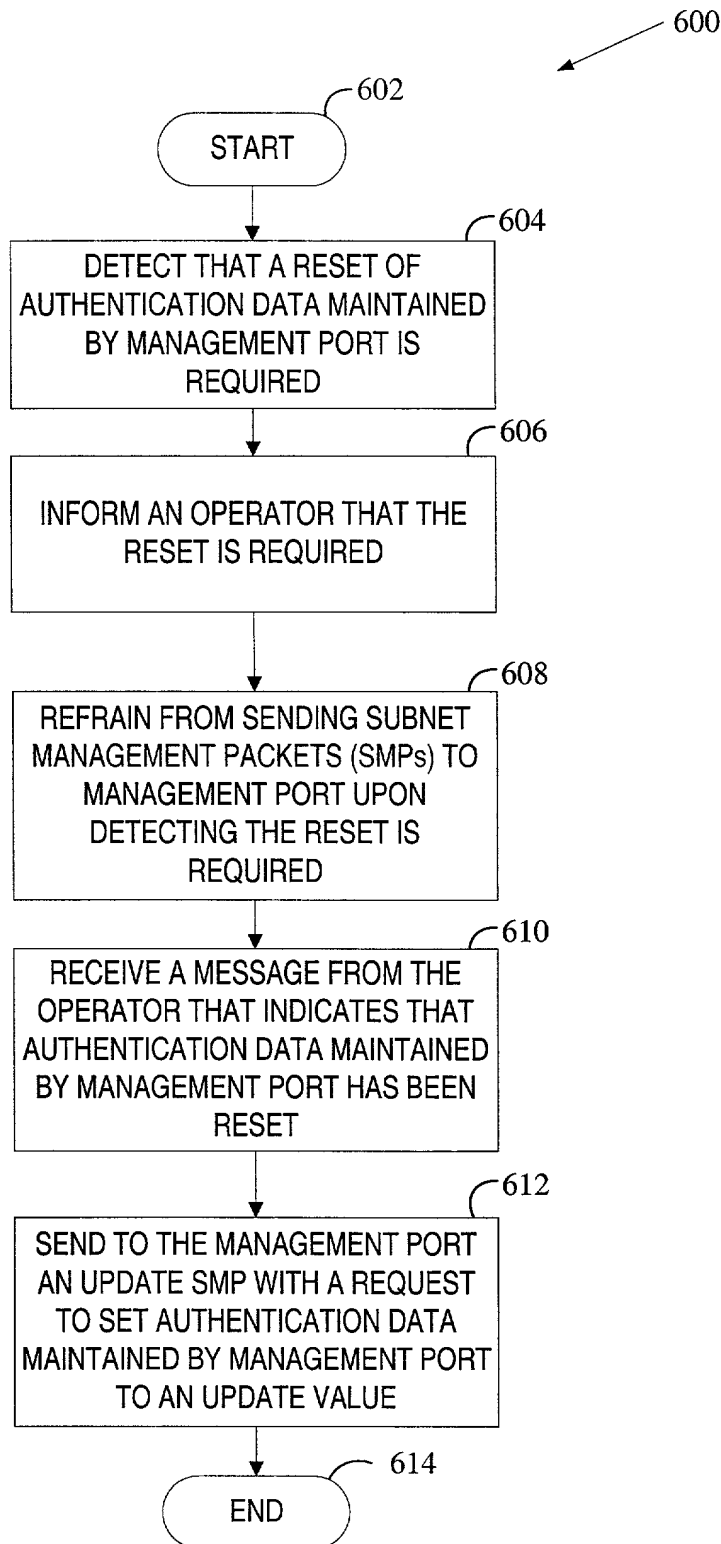 600
602
START
604
DETECT THAT A RESET OF
AUTHENTICATION DATA MAINTAINED
BY MANAGEMENT PORT IS
REQUIRED
606
INFORM AN OPERATOR THAT THE
RESET IS REQUIRED
608
REFRAIN FROM SENDING SUBNET
MANAGEMENT PACKETS (SMPs) TO
MANAGEMENT PORT UPON
DETECTING THE RESET IS
REQUIRED
610
RECEIVE A MESSAGE FROM THE
OPERATOR THAT INDICATES THAT
AUTHENTICATION DATA MAINTAINED
BY MANAGEMENT PORT HAS BEEN
RESET
612
SEND TO THE MANAGEMENT PORT
AN UPDATE SMP WITH A REQUEST
TO SET AUTHENTICATION DATA
MAINTAINED BY MANAGEMENT PORT
TO AN UPDATE VALUE
614
END